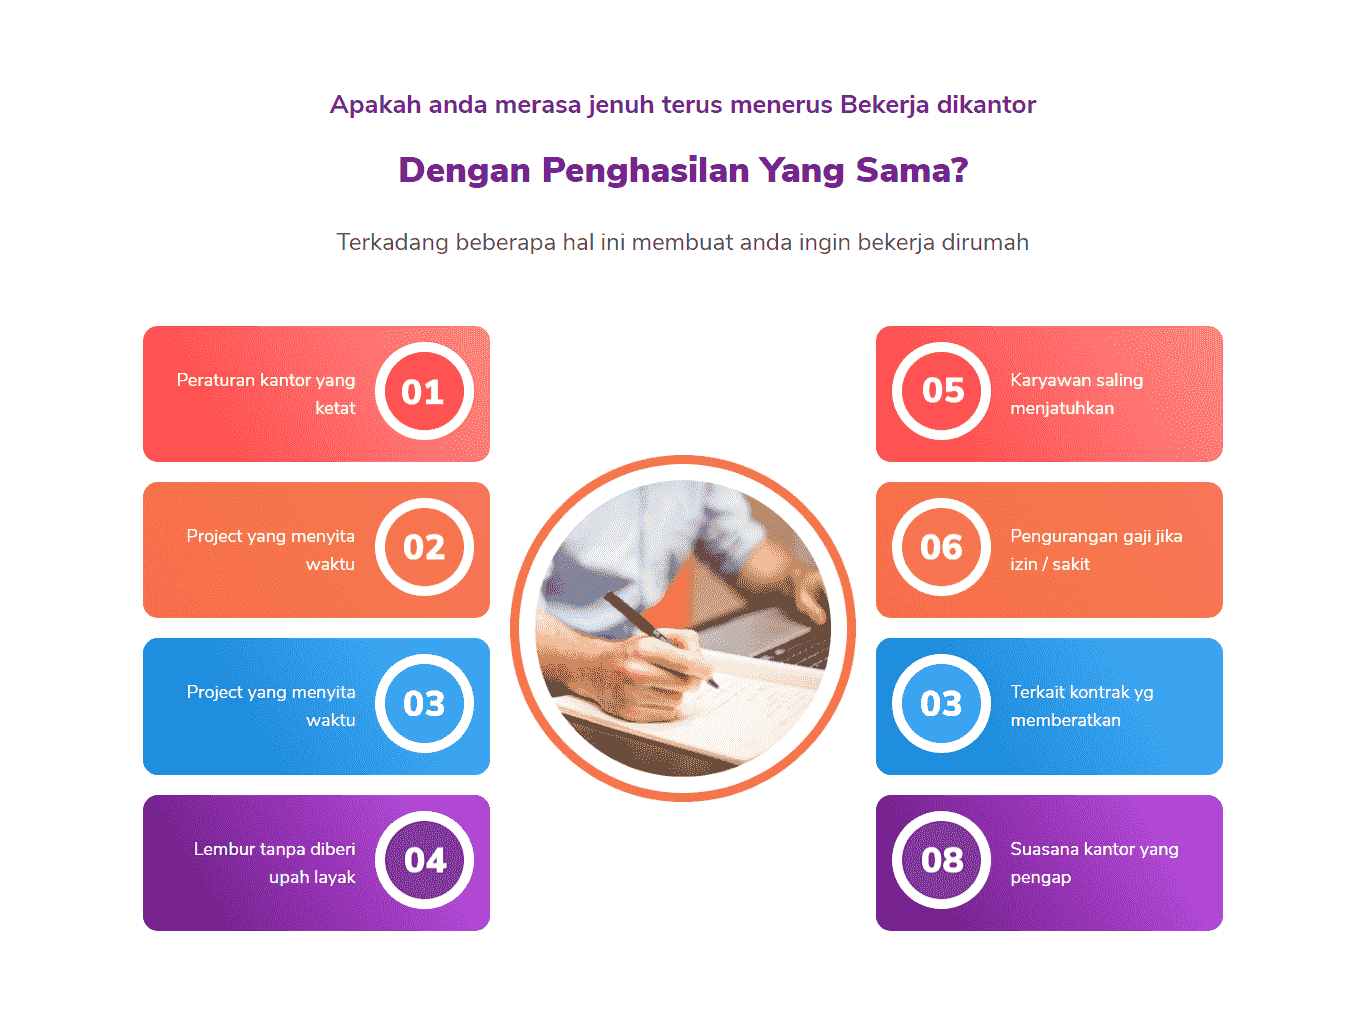 Apakah anda merasa jenuh terus menerus Bekerja dikantor
Dengan Penghasilan Yang Sama?
Terkadang beberapa hal ini membuat anda ingin bekerja dirumah
Peraturan kantor yang
ketat
01
Project yang menyita
waktu
02
Project yang menyita
waktu
03
Lembur tanpa diberi
upah layak
04
05
Karyawan saling
menjatuhkan
06
Pengurangan gaji jika
izin / sakit
03
Terkait kontrak yg
memberatkan
08
Suasana kantor yang
pengap